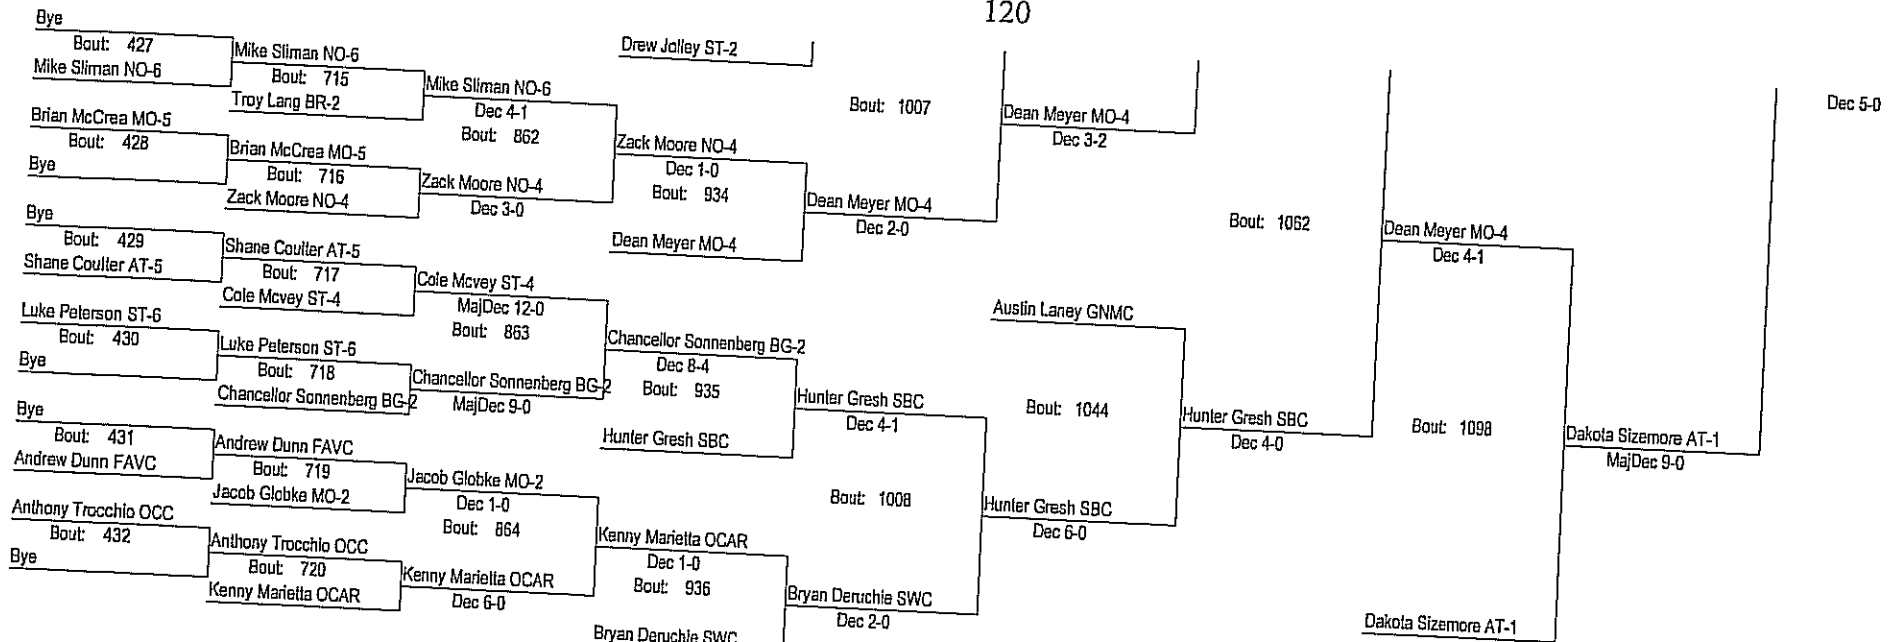 120
Bye
Bout: 427
Mike Sliman NO-6
Mike Sliman NO-6
Bout: 715
Troy Lang BR-2
Brian McCrea MO-5
Bout: 428
Bye
Brian McCrea MO-5
Bout: 716
Zack Moore NO-4
Bye
Bout: 429
Shane Coulter AT-5
Shane Coulter AT-5
Bout: 717
Cole Mcvey ST-4
Luke Peterson ST-6
Bout: 430
Bye
Luke Peterson ST-6
Bout: 718
Chancellor Sonnenberg BG-2
Bye
Bout: 431
Andrew Dunn FAVC
Andrew Dunn FAVC
Bout: 719
Jacob Globke MO-2
Anthony Trocchio OCC
Bout: 432
Bye
Anthony Trocchio OCC
Bout: 720
Kenny Marietta OCAR
Mike Sliman NO-6
Dec 4-1
Bout: 862
Zack Moore NO-4
Dec 3-0
Cole Mcvey ST-4
MajDec 12-0
Bout: 863
Chancellor Sonnenberg BG-2
MajDec 9-0
Jacob Globke MO-2
Dec 1-0
Bout: 864
Kenny Marietta OCAR
Dec 6-0
Drew Jolley ST-2
Zack Moore NO-4
Dec 1-0
Bout: 934
Dean Meyer MO-4
Chancellor Sonnenberg BG-2
Dec 8-4
Bout: 935
Hunter Gresh SBC
Kenny Marietta OCAR
Dec 1-0
Bout: 936
Bryan Deruchie SWC
Bout: 1007
Dean Meyer MO-4
Dec 2-0
Hunter Gresh SBC
Dec 4-1
Bout: 1008
Bryan Deruchie SWC
Dec 2-0
Dean Meyer MO-4
Dec 3-2
Austin Laney GNMC
Bout: 1044
Hunter Gresh SBC
Dec 6-0
Bout: 1062
Hunter Gresh SBC
Dec 4-0
Dean Meyer MO-4
Dec 4-1
Bout: 1098
Dakota Sizemore AT-1
Dakota Sizemore AT-1
MajDec 9-0
Dec 5-0